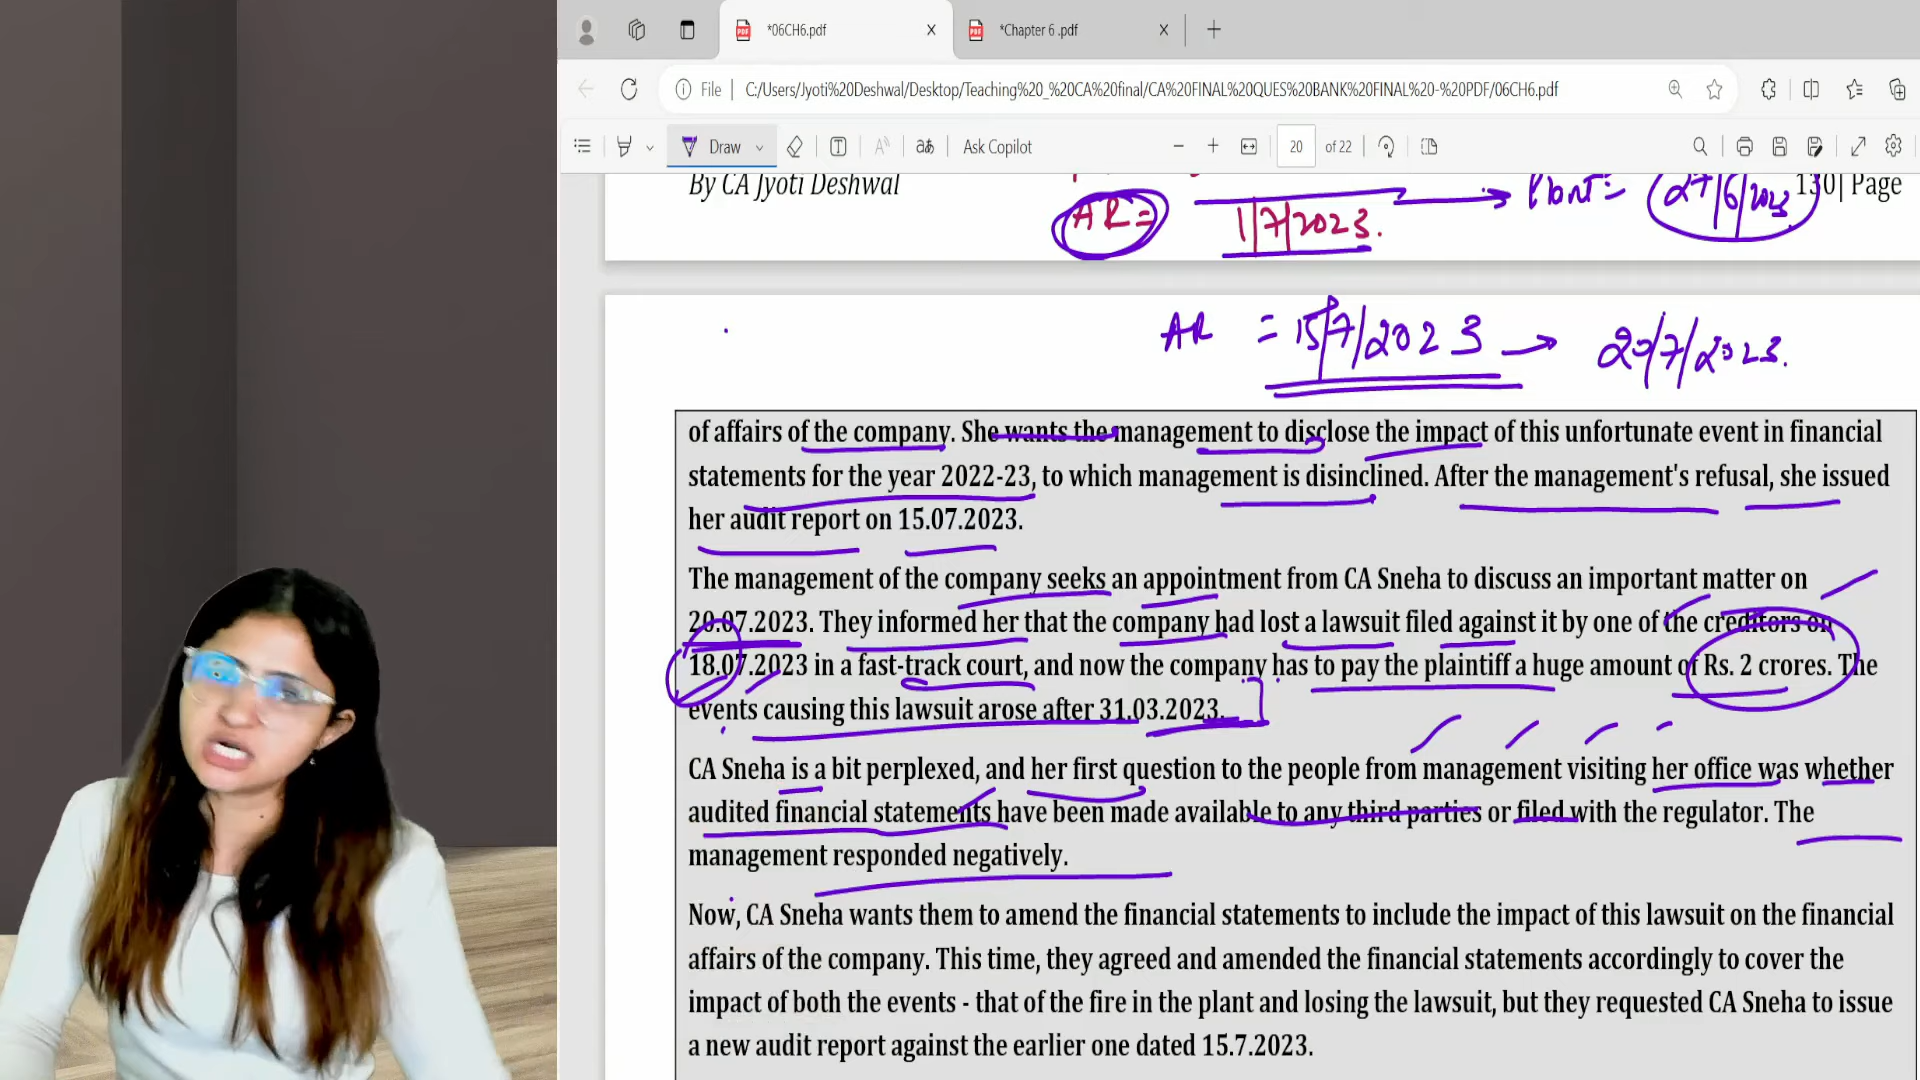 *06CH6.pdf
*Chapter 6 .pdf
File C:/Users/Jyoti%20Deshwal/Desktop/Teaching%20_%20CA%20final/CA%20FINAL%20QUES%20BANK%20FINAL%20-%20PDF/06CH6.pdf
Draw aあ Ask Copilot 20 of 22
By CA Jyoti Deshwal
130| Page
AR =
1/7/2023.
Plant = 27/6/2023
AR = 15/7/2023 → 20/7/2023.
of affairs of the company. She wants the management to disclose the impact of this unfortunate event in financial
statements for the year 2022-23, to which management is disinclined. After the management's refusal, she issued
her audit report on 15.07.2023.
The management of the company seeks an appointment from CA Sneha to discuss an important matter on
20.07.2023. They informed her that the company had lost a lawsuit filed against it by one of the creditors on
18.07.2023 in a fast-track court, and now the company has to pay the plaintiff a huge amount of Rs. 2 crores. The
events causing this lawsuit arose after 31.03.2023.
CA Sneha is a bit perplexed, and her first question to the people from management visiting her office was whether
audited financial statements have been made available to any third parties or filed with the regulator. The
management responded negatively.
Now, CA Sneha wants them to amend the financial statements to include the impact of this lawsuit on the financial
affairs of the company. This time, they agreed and amended the financial statements accordingly to cover the
impact of both the events - that of the fire in the plant and losing the lawsuit, but they requested CA Sneha to issue
a new audit report against the earlier one dated 15.7.2023.